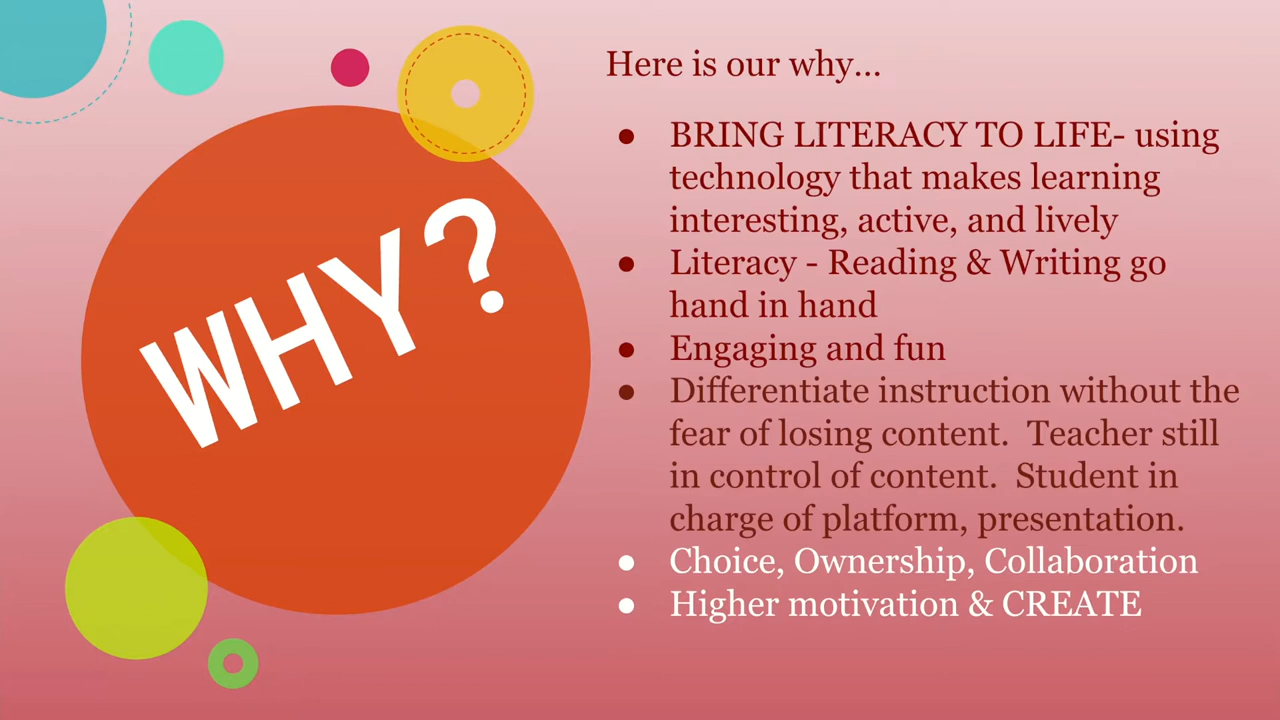 WHY?
Here is our why...
● BRING LITERACY TO LIFE- using
technology that makes learning
interesting, active, and lively
● Literacy - Reading & Writing go
hand in hand
● Engaging and fun
● Differentiate instruction without the
fear of losing content.  Teacher still
in control of content.  Student in
charge of platform, presentation.
● Choice, Ownership, Collaboration
● Higher motivation & CREATE